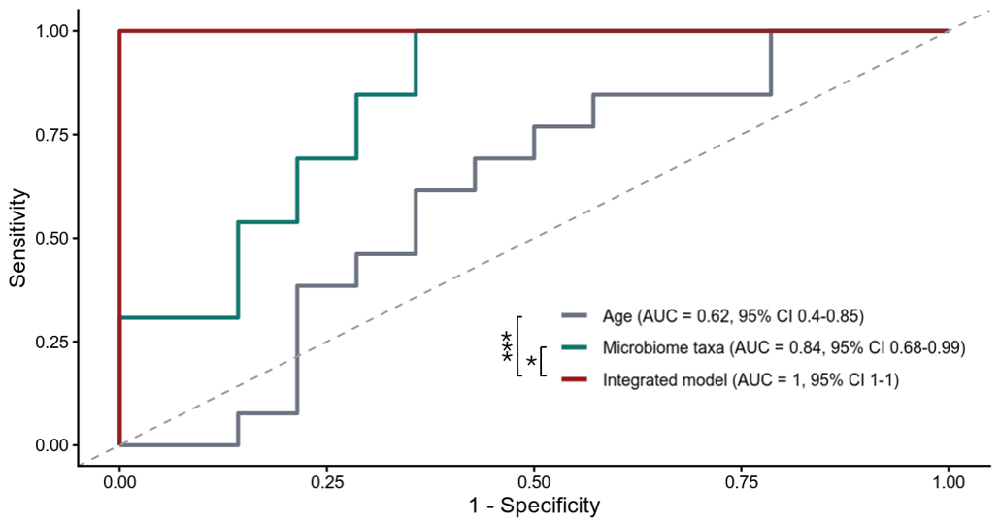 1.00
0.75
0.50
0.25
0.00
Sensitivity
0.00 0.25 0.50 0.75 1.00
1 - Specificity
Age (AUC = 0.62, 95% CI 0.4-0.85)
Microbiome taxa (AUC = 0.84, 95% CI 0.68-0.99)
Integrated model (AUC = 1, 95% CI 1-1)
***
*